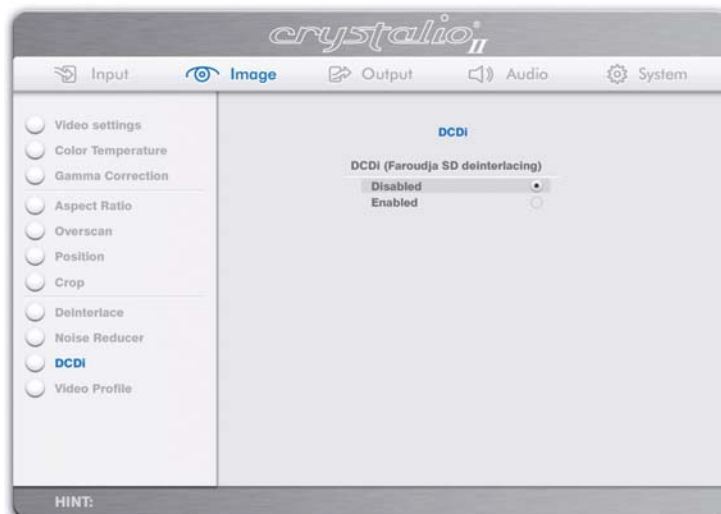 crystalio® II
Input Image Output Audio System
Video settings
Color Temperature
Gamma Correction
Aspect Ratio
Overscan
Position
Crop
Deinterlace
Noise Reducer
DCDi
Video Profile
DCDi
DCDi (Faroudja SD deinterlacing)
Disabled
Enabled
HINT: